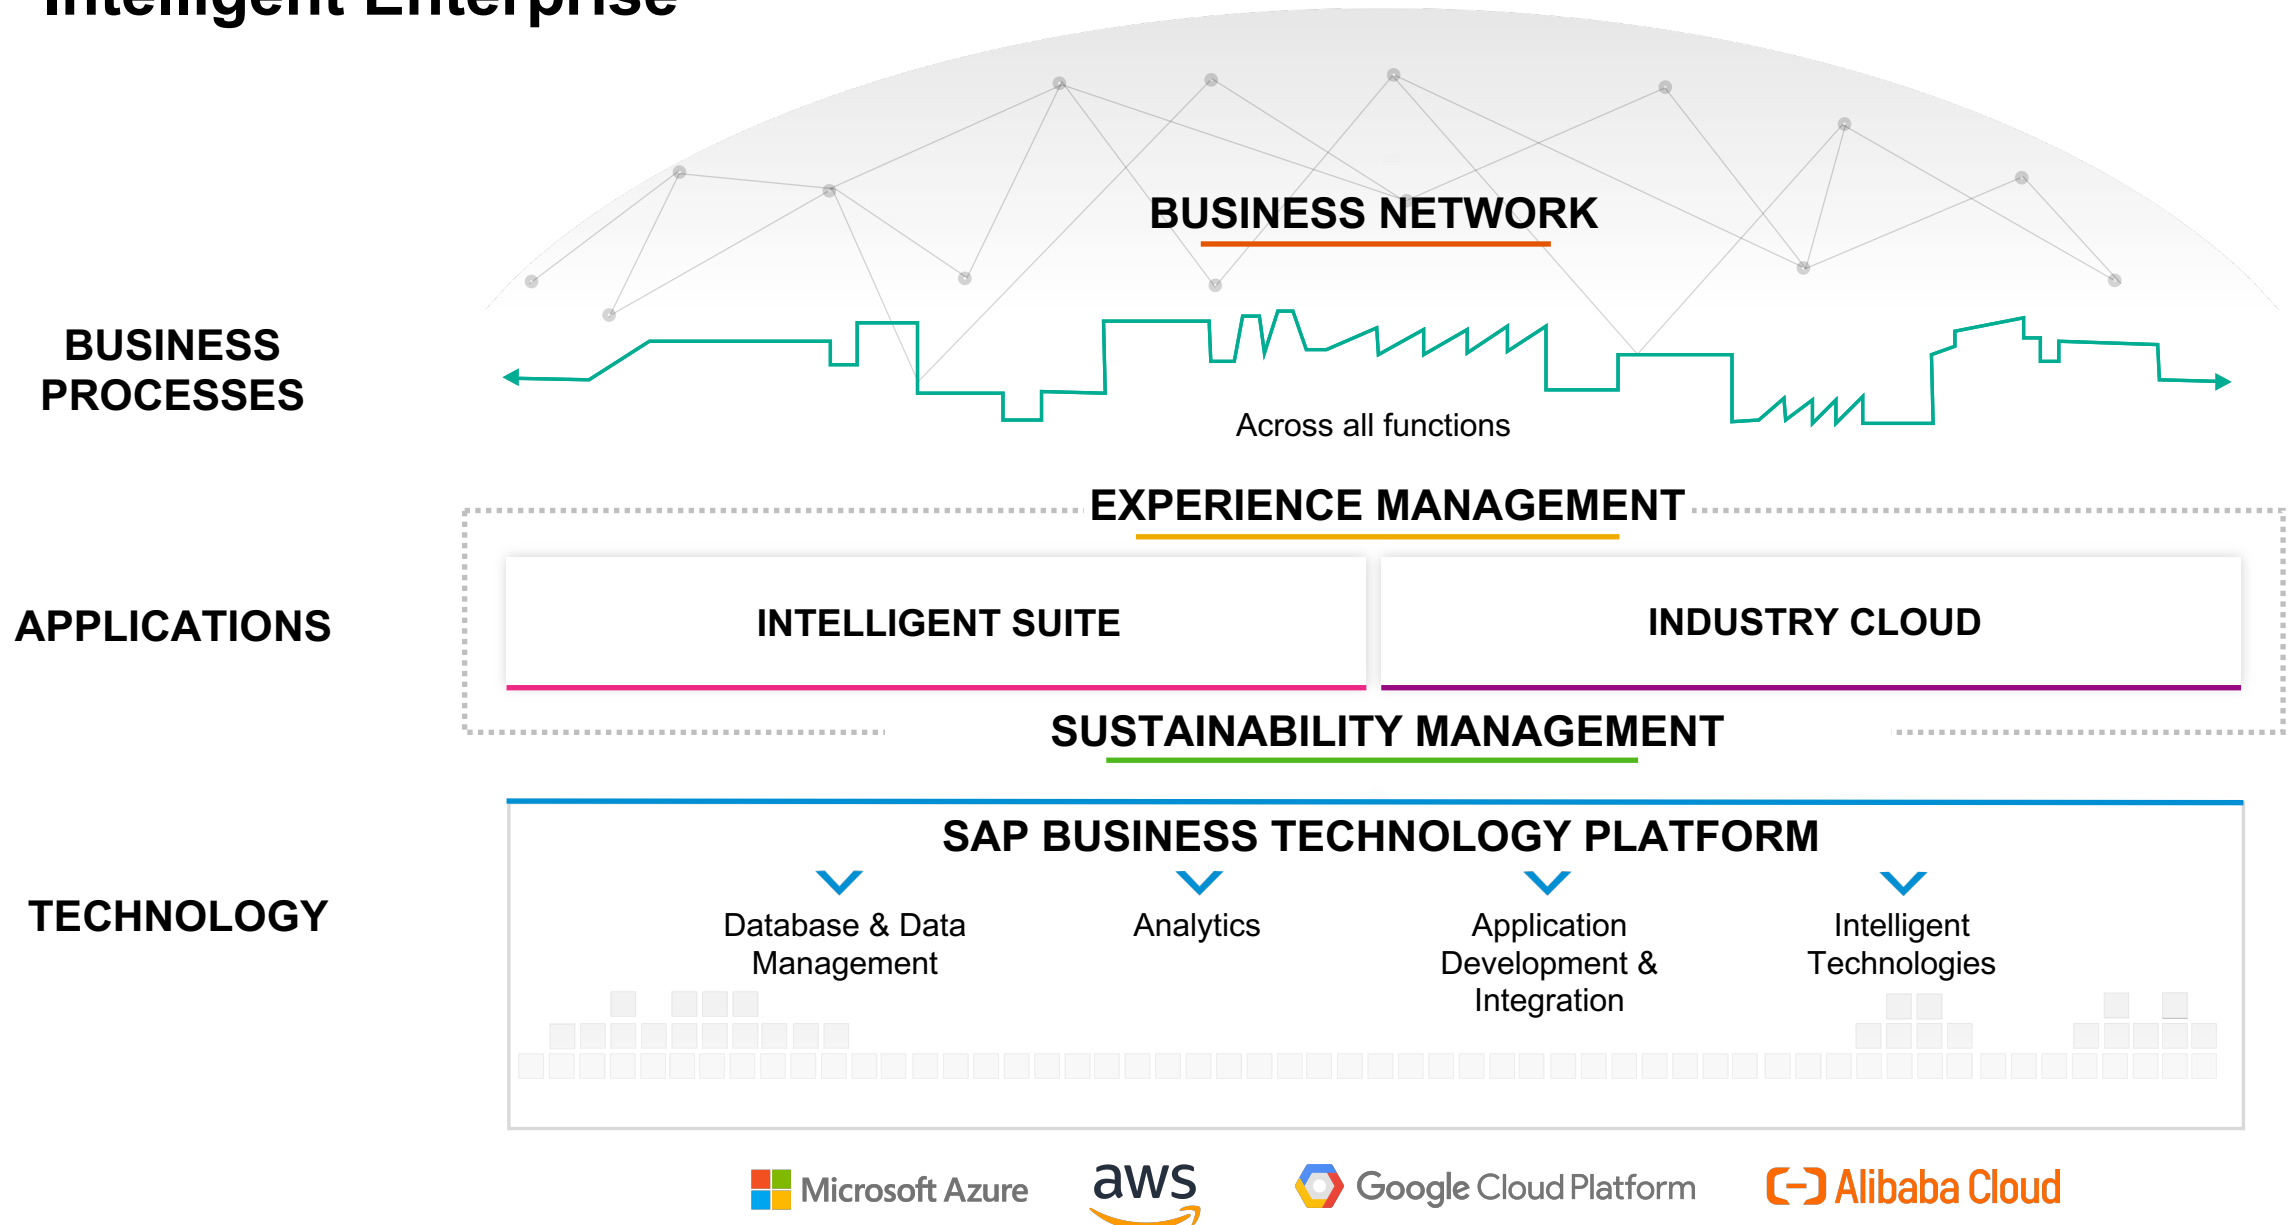 Intelligent Enterprise
BUSINESS NETWORK
BUSINESS
PROCESSES
Across all functions
EXPERIENCE MANAGEMENT
APPLICATIONS
INTELLIGENT SUITE
INDUSTRY CLOUD
SUSTAINABILITY MANAGEMENT
SAP BUSINESS TECHNOLOGY PLATFORM
TECHNOLOGY
Database & Data
Management
Analytics
Application
Development &
Integration
Intelligent
Technologies
Microsoft Azure
aws
Google Cloud Platform
Alibaba Cloud